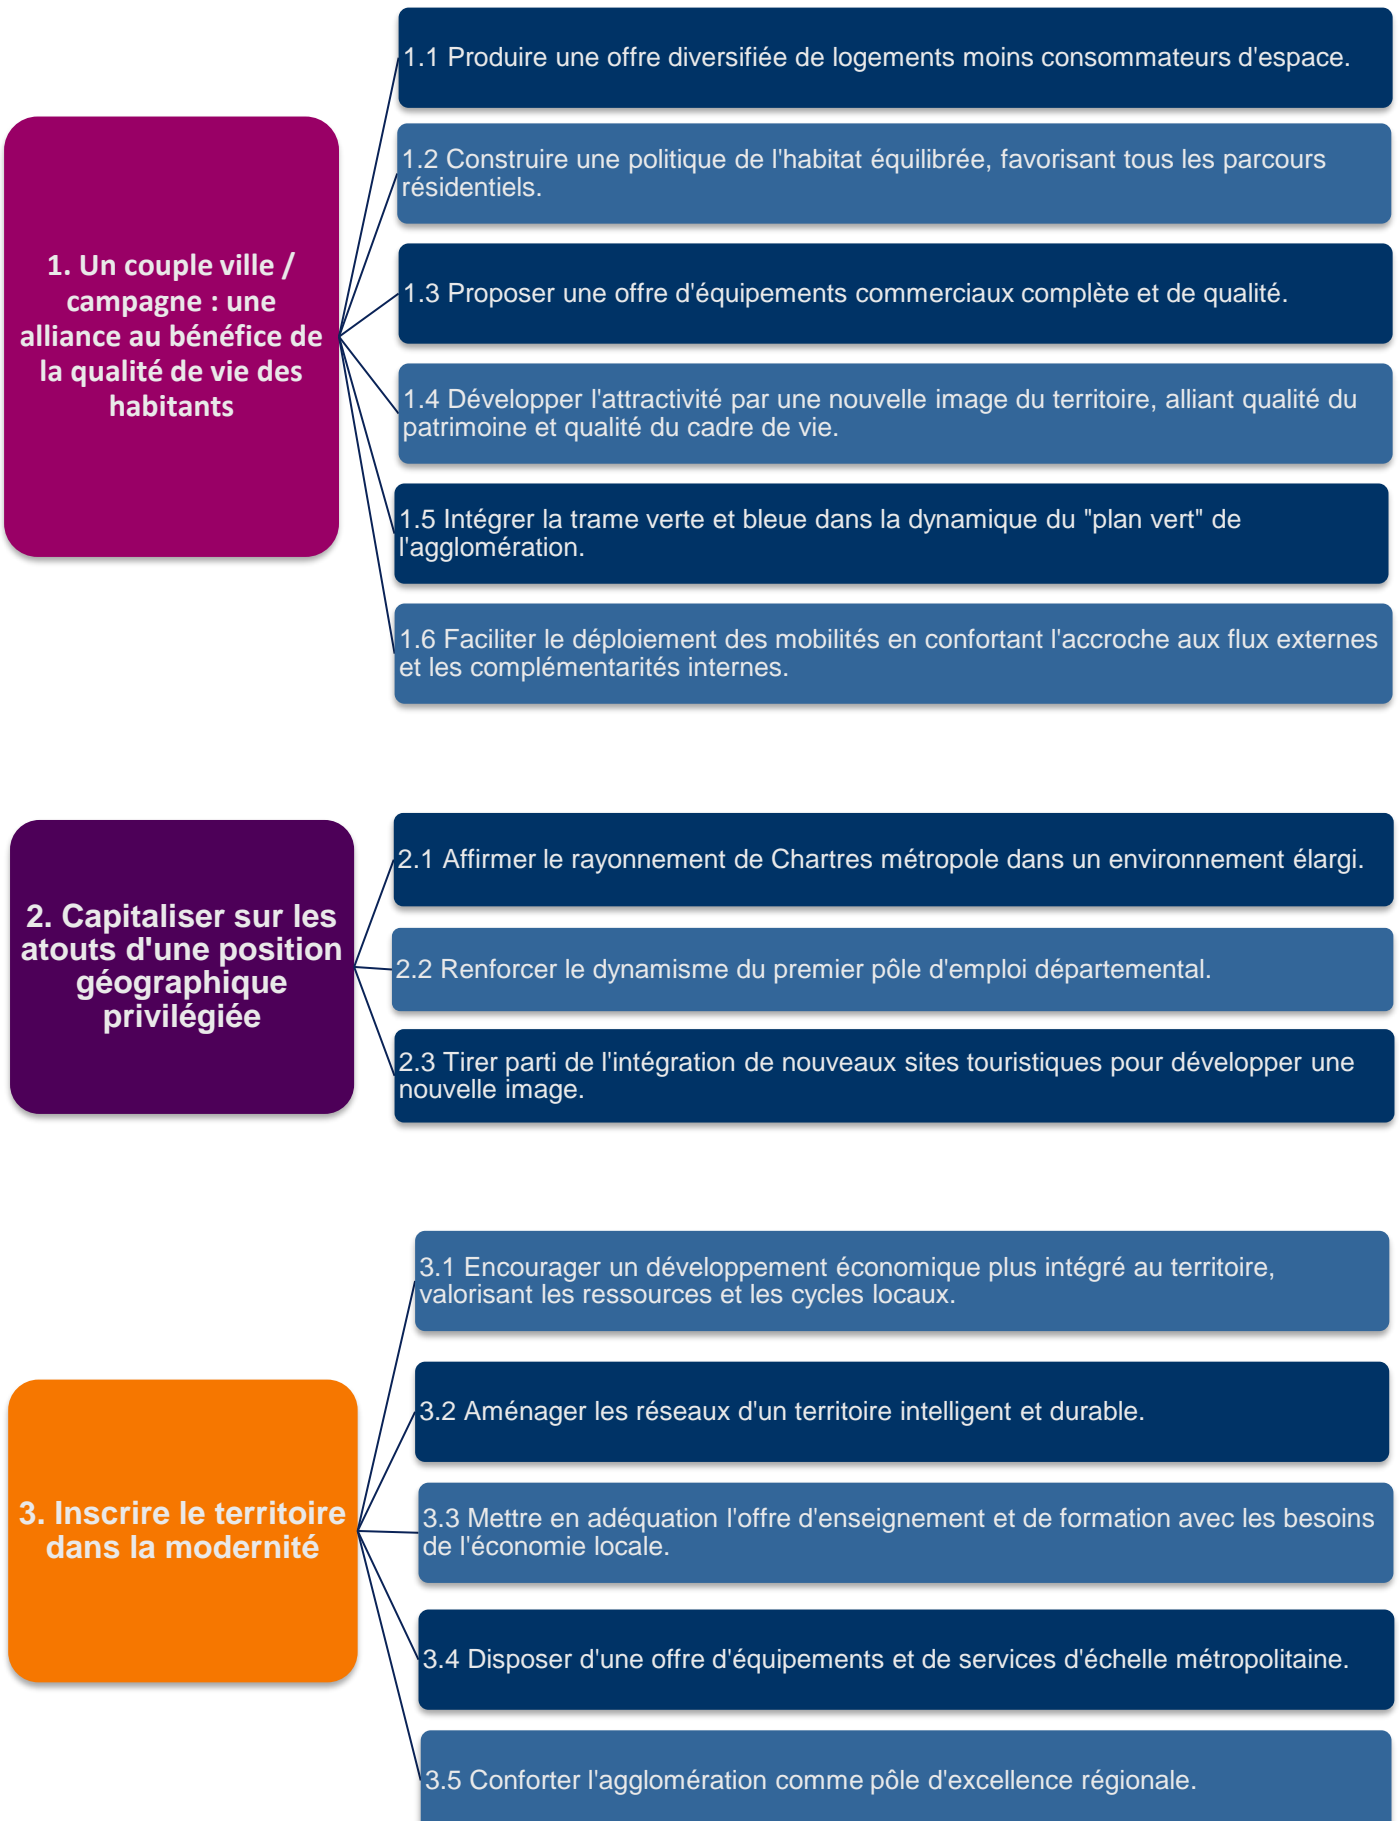 1. Un couple ville /
campagne : une
alliance au bénéfice de
la qualité de vie des
habitants
1.1 Produire une offre diversifiée de logements moins consommateurs d'espace.
1.2 Construire une politique de l'habitat équilibrée, favorisant tous les parcours
résidentiels.
1.3 Proposer une offre d'équipements commerciaux complète et de qualité.
1.4 Développer l'attractivité par une nouvelle image du territoire, alliant qualité du
patrimoine et qualité du cadre de vie.
1.5 Intégrer la trame verte et bleue dans la dynamique du "plan vert" de
l'agglomération.
1.6 Faciliter le déploiement des mobilités en confortant l'accroche aux flux externes
et les complémentarités internes.
2. Capitaliser sur les
atouts d'une position
géographique
privilégiée
2.1 Affirmer le rayonnement de Chartres métropole dans un environnement élargi.
2.2 Renforcer le dynamisme du premier pôle d'emploi départemental.
2.3 Tirer parti de l'intégration de nouveaux sites touristiques pour développer une
nouvelle image.
3. Inscrire le territoire
dans la modernité
3.1 Encourager un développement économique plus intégré au territoire,
valorisant les ressources et les cycles locaux.
3.2 Aménager les réseaux d'un territoire intelligent et durable.
3.3 Mettre en adéquation l'offre d'enseignement et de formation avec les besoins
de l'économie locale.
3.4 Disposer d'une offre d'équipements et de services d'échelle métropolitaine.
3.5 Conforter l'agglomération comme pôle d'excellence régionale.